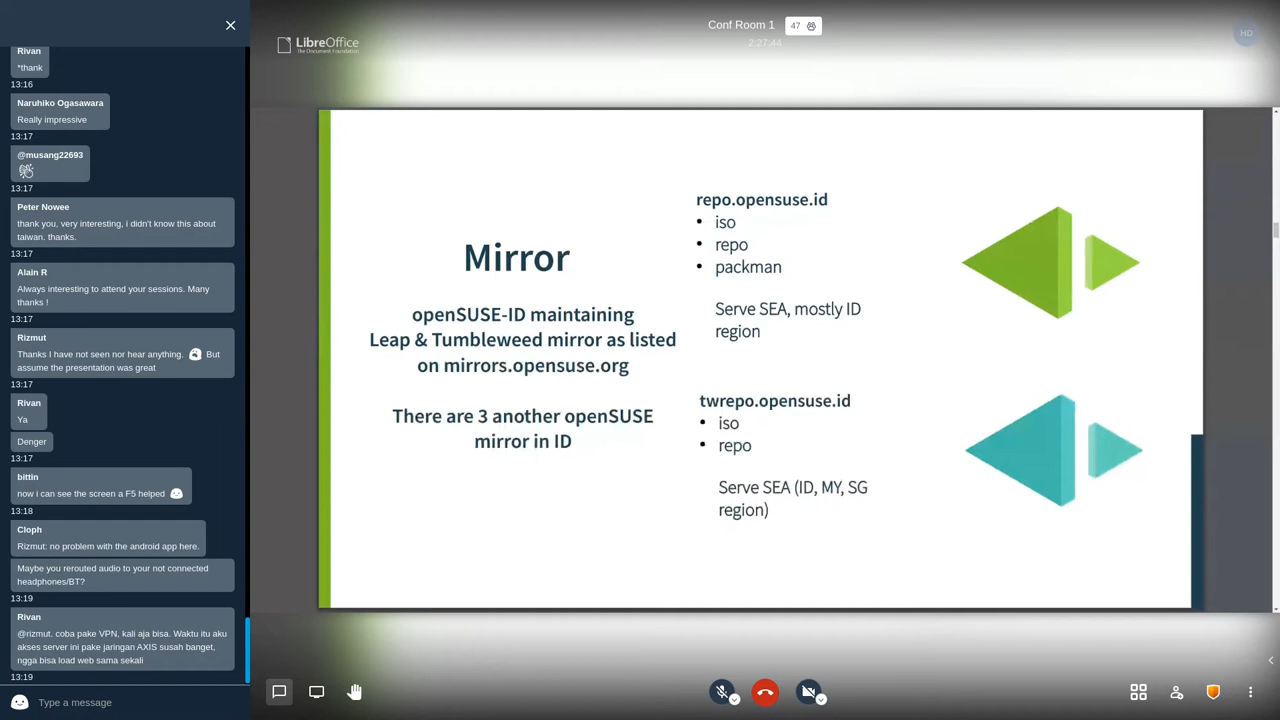 Rivan
*thank
13:16
Naruhiko Ogasawara
Really impressive
13:17
@musang22693
13:17
Peter Nowee
thank you, very interesting, i didn't know this about
taiwan. thanks.
13:17
Alain R
Always interesting to attend your sessions. Many
thanks !
13:17
Rizmut
Thanks I have not seen nor hear anything. But
assume the presentation was great
13:17
Rivan
Ya
Denger
13:17
bittin
now i can see the screen a F5 helped
13:18
Cloph
Rizmut: no problem with the android app here.
Maybe you rerouted audio to your not connected
headphones/BT?
13:19
Rivan
@rizmut. coba pake VPN, kali aja bisa. Waktu itu aku
akses server ini pake jaringan AXIS susah banget,
ngga bisa load web sama sekali
13:19
Type a message
LibreOffice
The Document Foundation
Conf Room 1
47
2:27:44
HD
Mirror
openSUSE-ID maintaining
Leap & Tumbleweed mirror as listed
on mirrors.opensuse.org
There are 3 another openSUSE
mirror in ID
repo.opensuse.id
• iso
• repo
• packman
Serve SEA, mostly ID
region
twrepo.opensuse.id
• iso
• repo
Serve SEA (ID, MY, SG
region)